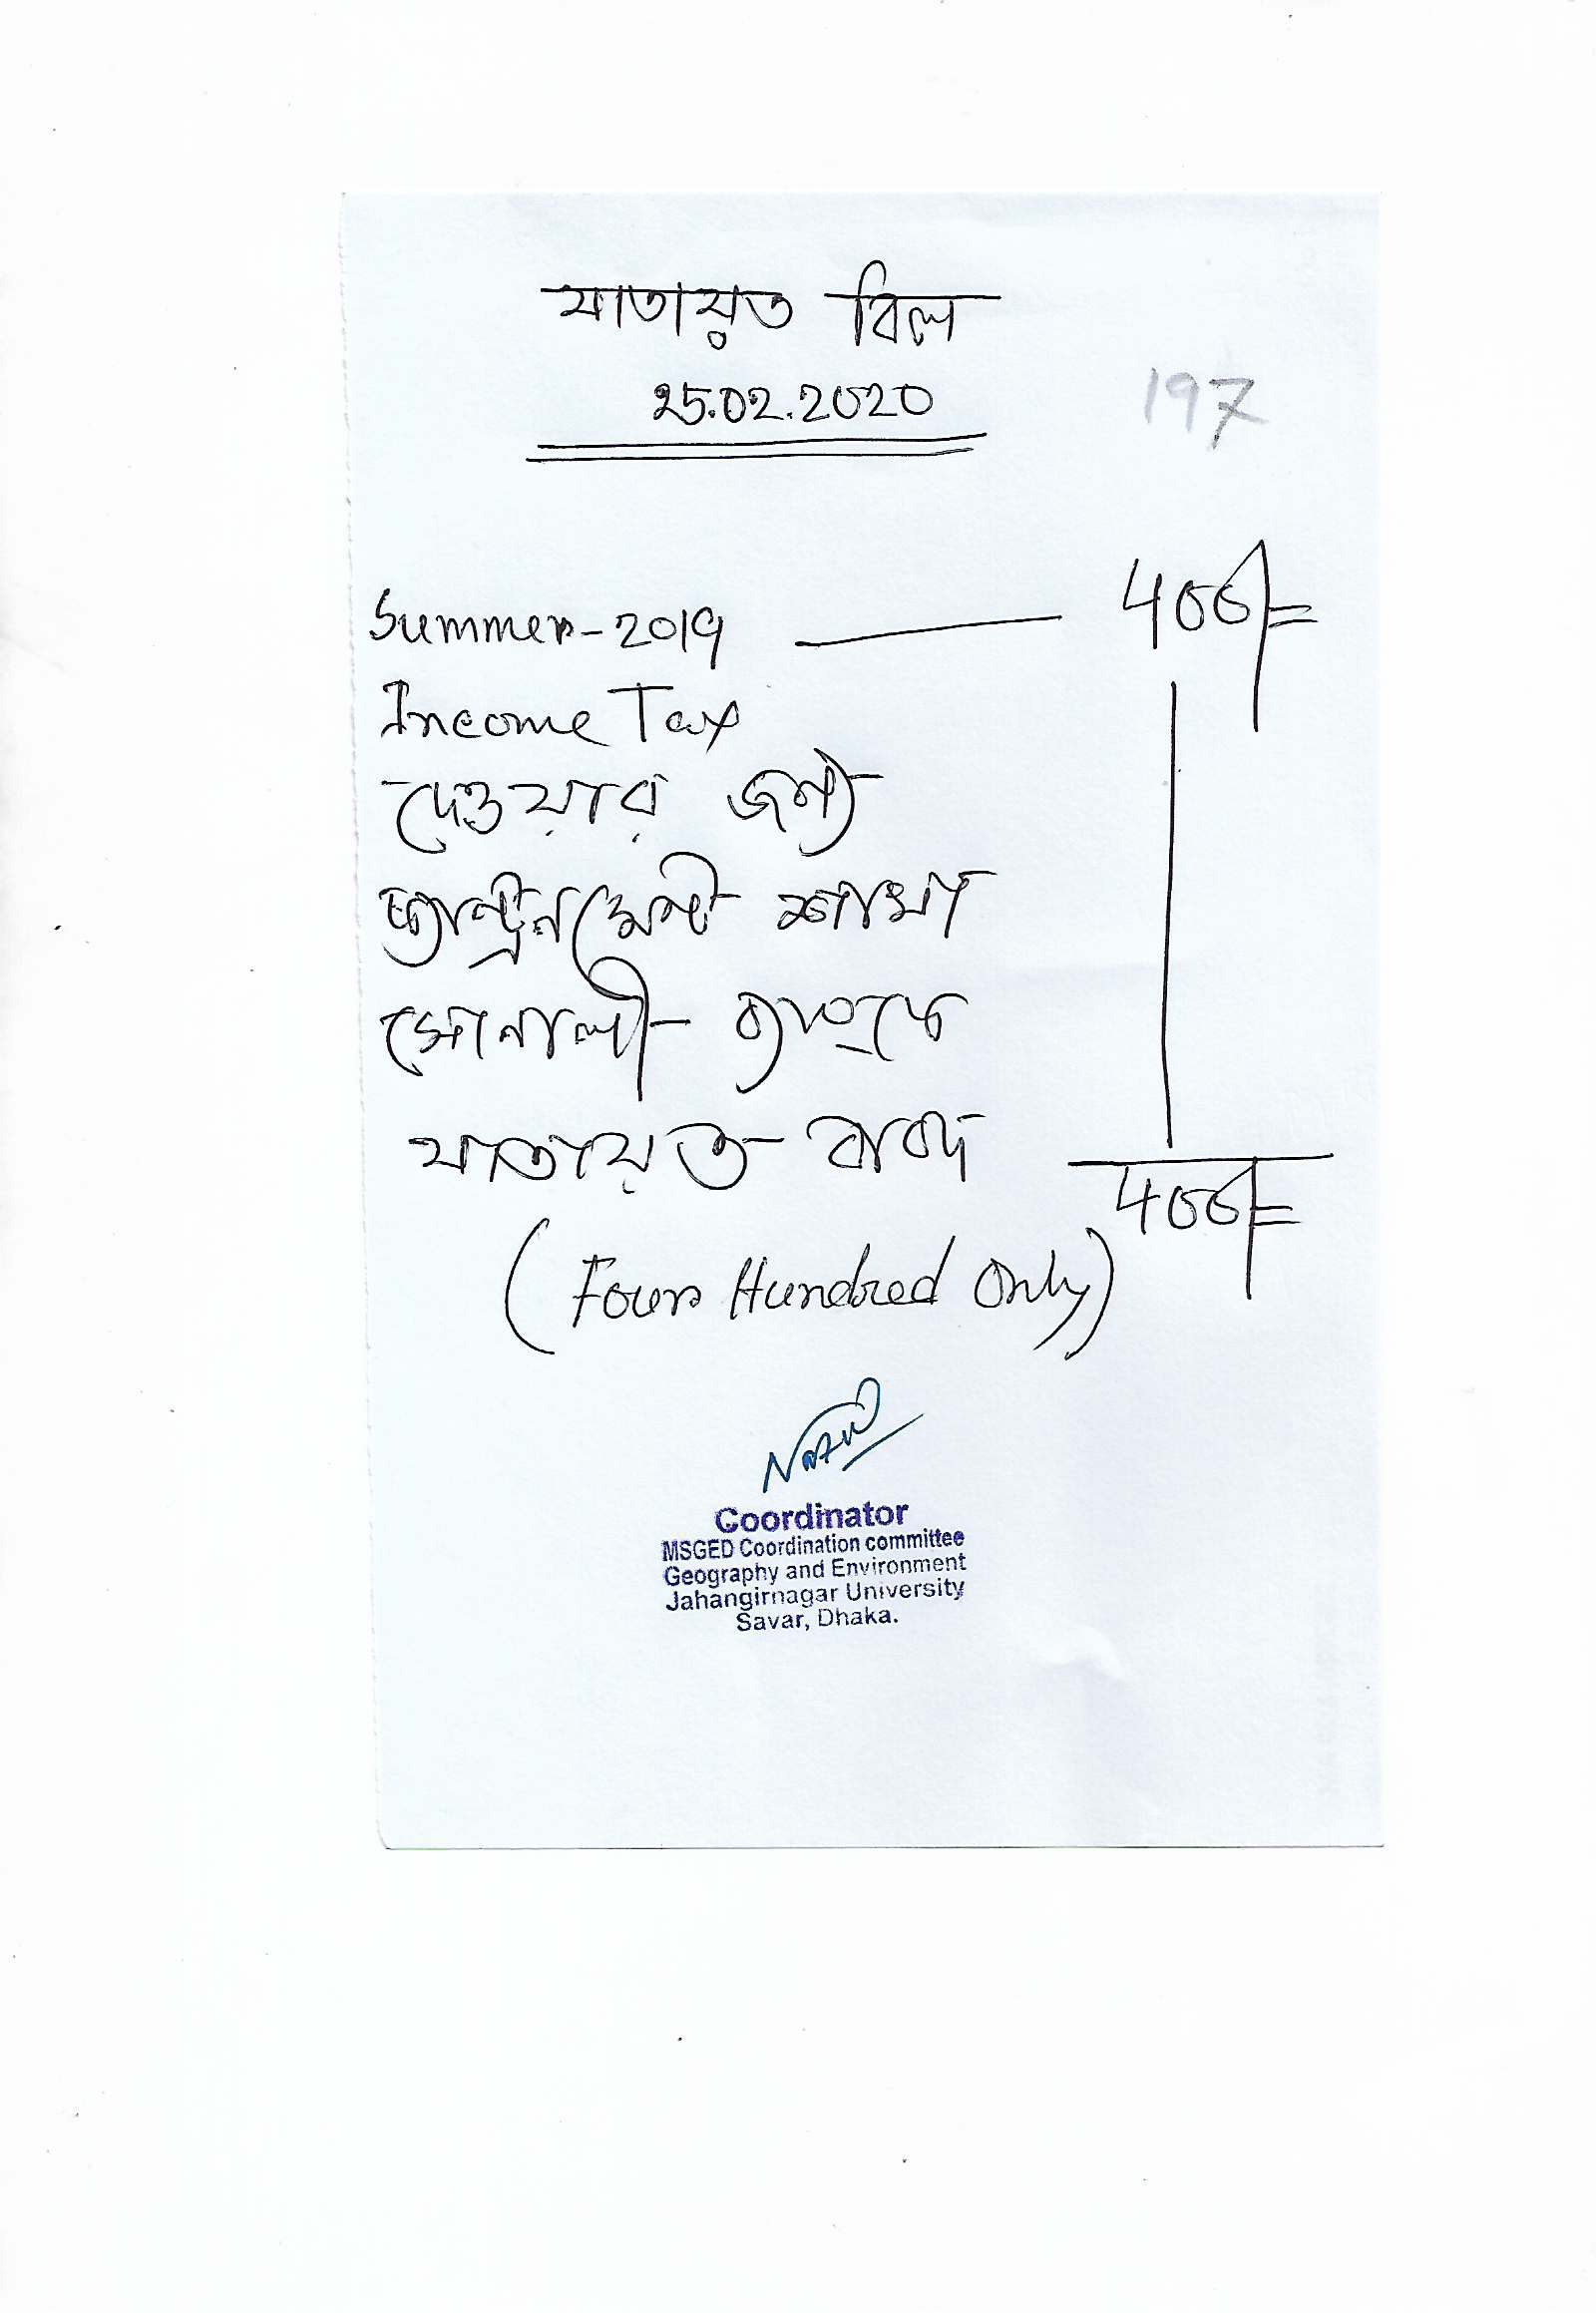 যাতায়ত বিল
25.02.2020
197
Summer-2019 400/=
Income Tax
দেওয়ার জন্য
ক্যান্টনমেন্ট শাখা
সোনালী ব্যাংকে
যাতায়ত বাবদ
400/=
(Four Hundred Only)
Coordinator
MSGED Coordination committee
Geography and Environment
Jahangirnagar University
Savar, Dhaka.